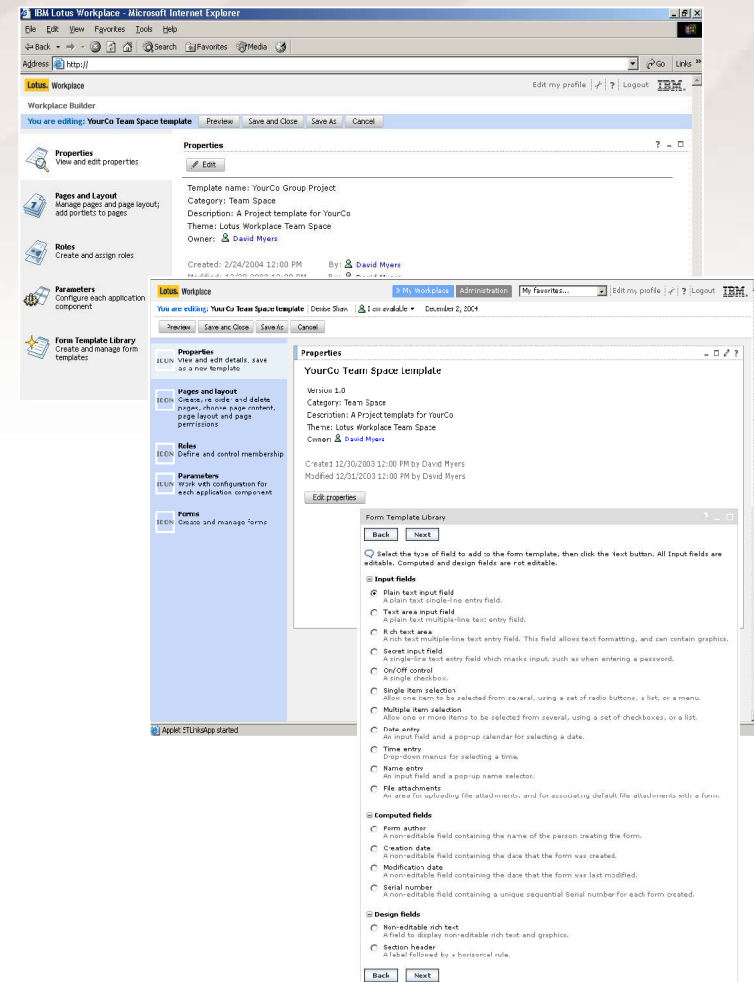 IBM Lotus Workplace - Microsoft Internet Explorer
File Edit View Favorites Tools Help
Back Search Favorites Media
Address http:// Go Links »
Lotus. Workplace Edit my profile ? Logout IBM.
Workplace Builder
You are editing: YourCo Team Space template Preview Save and Close Save As Cancel
Properties
View and edit properties
Pages and Layout
Manage pages and page layout;
add portlets to pages
Roles
Create and assign roles
Parameters
Configure each application
component
Form Template Library
Create and manage form
templates
Properties ?
Edit
Template name: YourCo Group Project
Category: Team Space
Description: A Project template for YourCo
Theme: Lotus Workplace Team Space
Owner: David Myers
Created: 2/24/2004 12:00 PM By: David Myers
Lotus. Workplace > My Workplace Administration My favorites... Edit my profile ? Logout IBM.
You are editing: YourCo Team Space template Denise Shaw I am available December 2, 2004
Preview Save and Close Save As Cancel
ICON Properties
View and edit details, save
as a new template
ICON Pages and layout
Create, re-order and delete
pages, choose page content,
page layout and page
permissions
ICON Roles
Define and control membership
ICON Parameters
Work with configuration for
each application component
ICON Forms
Create and manage forms
Properties ?
YourCo Team Space template
Version 1.0
Category: Team Space
Description: A Project template for YourCo
Theme: Lotus Workplace Team Space
Owner: David Myers
Created 12/30/2003 12:00 PM by David Myers
Modified 12/31/2003 12:00 PM by David Myers
Edit properties
Applet STLinksApp started
Form Template Library ?
Back Next
Select the type of field to add to the form template, then click the Next button. All Input fields are
editable. Computed and design fields are not editable.
Input fields
Plain text input field
A plain text single-line entry field.
Text area input field
A plain text multiple-line text entry field.
Rich text area
A rich text multiple-line text entry field. This field allows text formatting, and can contain graphics.
Secret input field
A single-line text entry field which masks input, such as when entering a password.
On/Off control
A single checkbox.
Single item selection
Allow one item to be selected from several, using a set of radio buttons, a list, or a menu.
Multiple item selection
Allow one or more items to be selected from several, using a set of checkboxes, or a list.
Date entry
An input field and a pop-up calendar for selecting a date.
Time entry
Drop-down menus for selecting a time.
Name entry
An input field and a pop-up name selector.
File attachments
An area for uploading file attachments, and for associating default file attachments with a form.
Computed fields
Form author
A non-editable field containing the name of the person creating the form.
Creation date
A non-editable field containing the date that the form was created.
Modification date
A non-editable field containing the date that the form was last modified.
Serial number
A non-editable field containing a unique sequential Serial number for each form created.
Design fields
Non-editable rich text
A field to display non-editable rich text and graphics.
Section header
A label followed by a horizontal rule.
Back Next